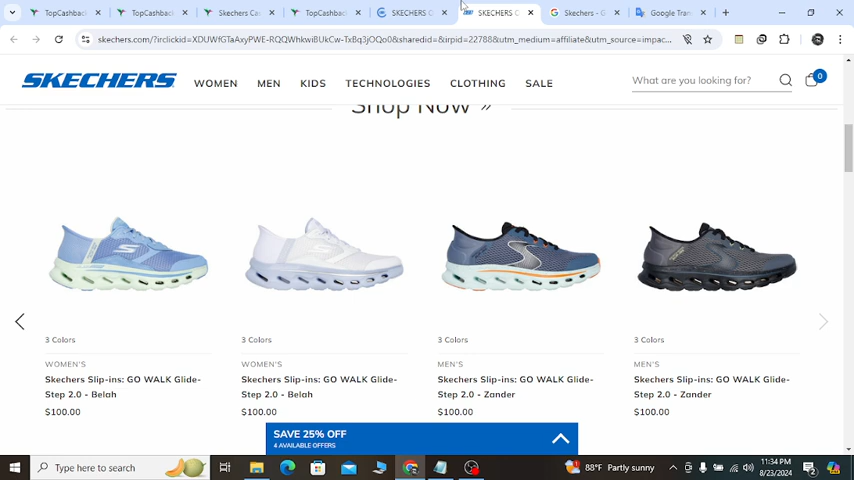 TopCashback
TopCashback
Skechers Cas
TopCashback
SKECHERS G
SKECHERS O
Skechers - G
Google Tran
skechers.com/?irclickid=XDUWfGTaAxyPWE-RQQWhkwiBUkCw-TxBq3jOQo0&sharedid=&irpid=22788&utm_medium=affiliate&utm_source=impac...
SKECHERS
WOMEN
MEN
KIDS
TECHNOLOGIES
CLOTHING
SALE
What are you looking for?
0
Shop Now »
3 Colors
WOMEN'S
Skechers Slip-ins: GO WALK Glide-
Step 2.0 - Belah
$100.00
3 Colors
WOMEN'S
Skechers Slip-ins: GO WALK Glide-
Step 2.0 - Belah
$100.00
3 Colors
MEN'S
Skechers Slip-ins: GO WALK Glide-
Step 2.0 - Zander
$100.00
3 Colors
MEN'S
Skechers Slip-ins: GO WALK Glide-
Step 2.0 - Zander
$100.00
SAVE 25% OFF
4 AVAILABLE OFFERS
Type here to search
88°F Partly sunny
11:34 PM
8/23/2024
2